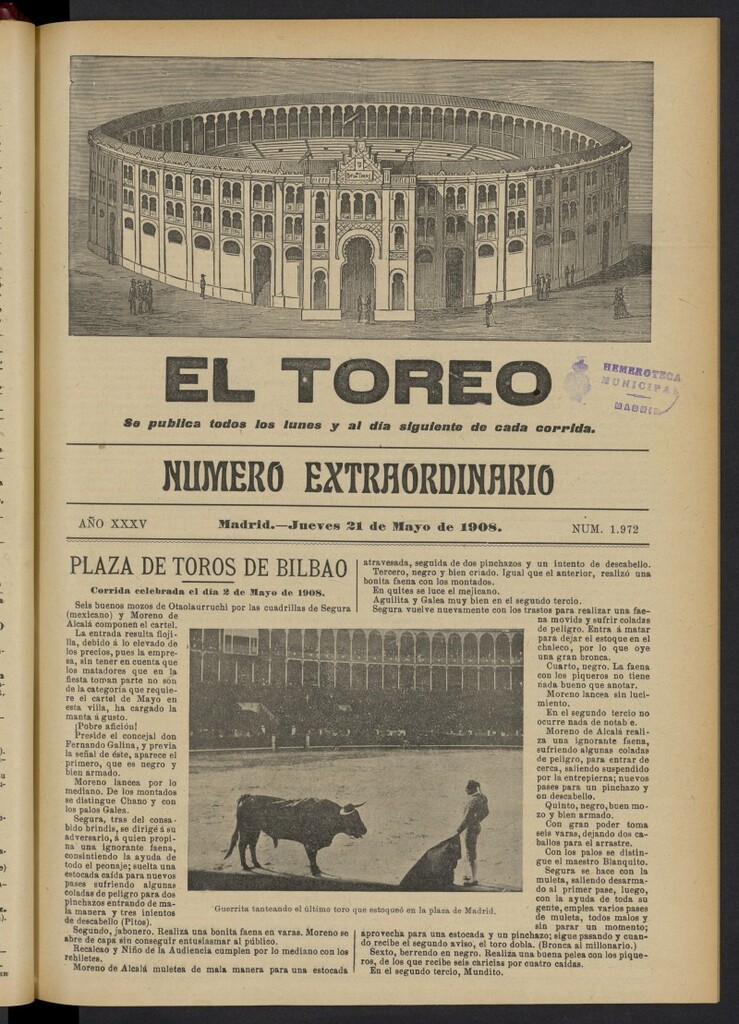 EL TOREO
HEMEROTECA
MUNICIPAL
MADRID
Se publica todos los lunes y al día siguiente de cada corrida.
NUMERO EXTRAORDINARIO
AÑO XXXV
Madrid.—Jueves 21 de Mayo de 1908.
NUM. 1.972
PLAZA DE TOROS DE BILBAO
Corrida celebrada el día 2 de Mayo de 1908.
Seis buenos mozos de Otaolaurruchi por las cuadrillas de Segura
(mexicano) y Moreno de
Alcalá componen el cartel.
La entrada resulta floji-
lla, debido á lo elevado de
los precios, pues la empre-
sa, sin tener en cuenta que
los matadores que en la
fiesta toman parte no són
de la categoría que requie-
re el cartel de Mayo en
esta villa, ha cargado la
manta á gusto.
¡Pobre afición!
Preside el concejal don
Fernando Galina, y previa
la señal de éste, aparece el
primero, que es negro y
bien armado.
Moreno lancea por lo
mediano. De los montados
se distingue Chano y con
los palos Galea.
Segura, tras del consa-
bido brindis, se dirigé á su
adversario, á quien propi-
na una ignorante faena,
consintiendo la ayuda de
todo el peonaje; suelta una
estocada caída para nuevos
pases sufriendo algunas
coladas de peligro para dos
pinchazos entrando de ma-
la manera y tres inientos
de descabello (Pitos).
Segundo, jabonero. Realiza una bonita faena en varas. Moreno se
abre de capa sin conseguir entusiasmar al público.
Recalcao y Niño de la Audiencia cumplen por lo mediano con los
rehiletes.
Moreno de Alcalá muletea de mala manera para una estocada
atravesada, seguida de dos pinchazos y un intento de descabello.
Tercero, negro y bien criado. Igual que el anterior, realizó una
bonita faena con los montados.
En quites se luce el mejicano.
Agullita y Galea muy bien en el segundo tercio.
Segura vuelve nuevamente con los trastos para realizar una fae-
na movida y sufrir coladas
de peligro. Entra á matar
para dejar el estoque en el
chaleco, por lo que oye
una gran bronca.
Cuarto, negro. La faena
con los piqueros no tiene
nada bueno que anotar.
Moreno lancea sin luci-
miento.
En el segundo tercio no
ocurre nada de notab e.
Moreno de Alcalá reali-
za una ignorante faena,
sufriendo algunas coladas
de peligro, para entrar de
cerca, saliendo suspendido
por la entrepierna; nuevos
pases para un pinchazo y
un descabello.
Quinto, negro, buen mo-
zo y bien armado.
Con gran poder toma
seis varas, dejando dos ca-
ballos para el arrastre.
Con los palos se distin-
gue el maestro Blanquito.
Segura se hace con la
muleta, saliendo desarma-
do al primer pase, luego,
con la ayuda de toda su
gente, emplea varios pases
de muleta, todos malos y
sin parar un momento;
aprovecha para una estocada y un pinchazo; sigue pasando y cuan-
do recibe el segundo aviso, el toro dobla. (Bronca al millonario.)
Sexto, berrendo en negro. Realiza una buena pelea con los pique-
ros, de los que recibe seis caricias por cuatro caídas.
En el segundo tercio, Mundito.
Guerrita tanteando el último toro que estoqueó en la plaza de Madrid.